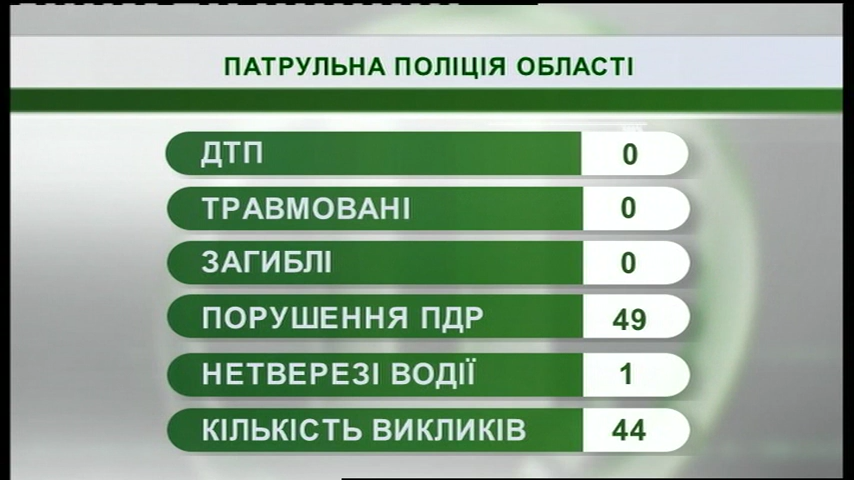 ПАТРУЛЬНА ПОЛІЦІЯ ОБЛАСТІ
ДТП 0
ТРАВМОВАНІ 0
ЗАГИБЛІ 0
ПОРУШЕННЯ ПДР 49
НЕТВЕРЕЗІ ВОДІЇ 1
КІЛЬКІСТЬ ВИКЛИКІВ 44